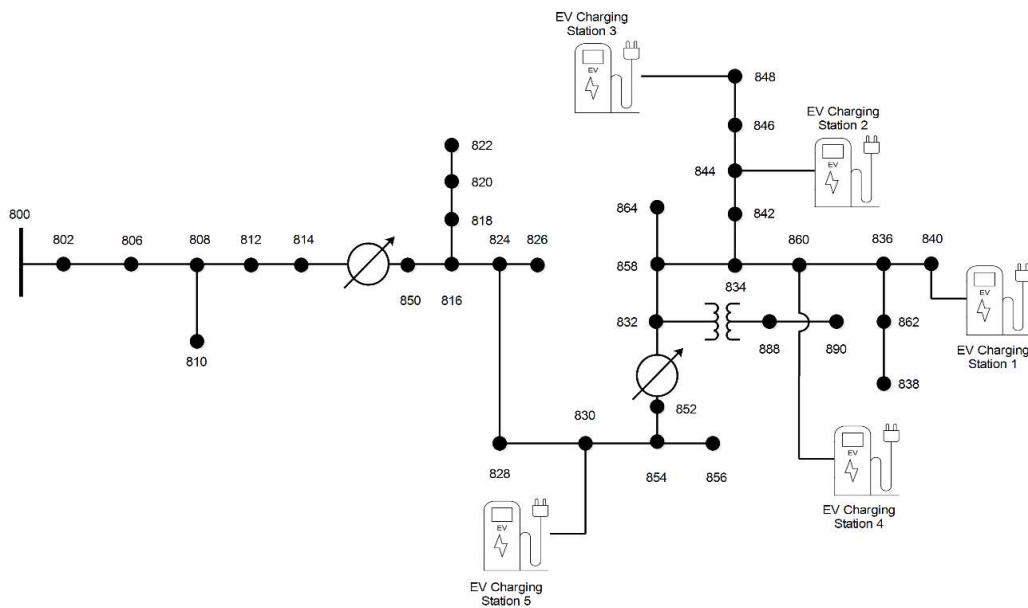 EV Charging
Station 3
EV
848
846
EV Charging
Station 2
EV
822
844
820
864
842
800
818
802
806
808
812
814
824
826
860
836
840
858
850
816
834
EV
832
862
810
888
890
EV Charging
Station 1
838
852
830
EV
828
854
856
EV Charging
Station 4
EV
EV Charging
Station 5